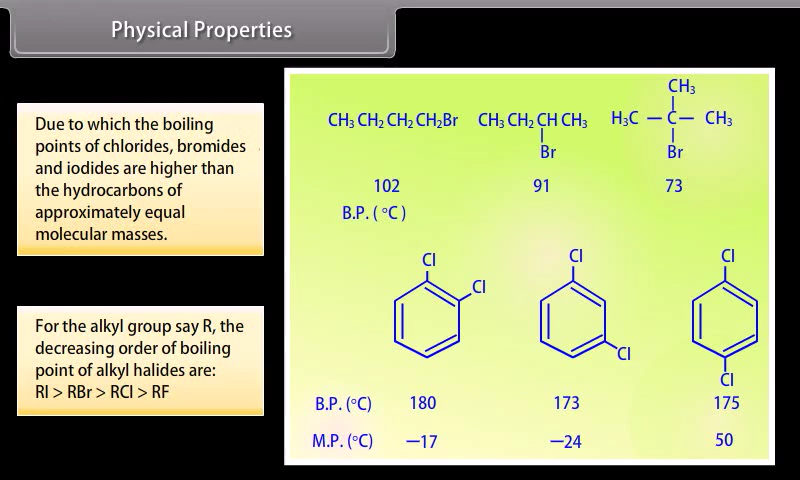 Physical Properties
Due to which the boiling
points of chlorides, bromides
and iodides are higher than
the hydrocarbons of
approximately equal
molecular masses.
For the alkyl group say R, the
decreasing order of boiling
point of alkyl halides are:
RI > RBr > RCl > RF
CH₃
CH₃ CH₂ CH₂ CH₂Br CH₃ CH₂ CH CH₃ H₃C — C — CH₃
Br Br
102 91 73
B.P. ( °C )
Cl Cl Cl
Cl
Cl
Cl
B.P. (°C) 180 173 175
M.P. (°C) —17 —24 50